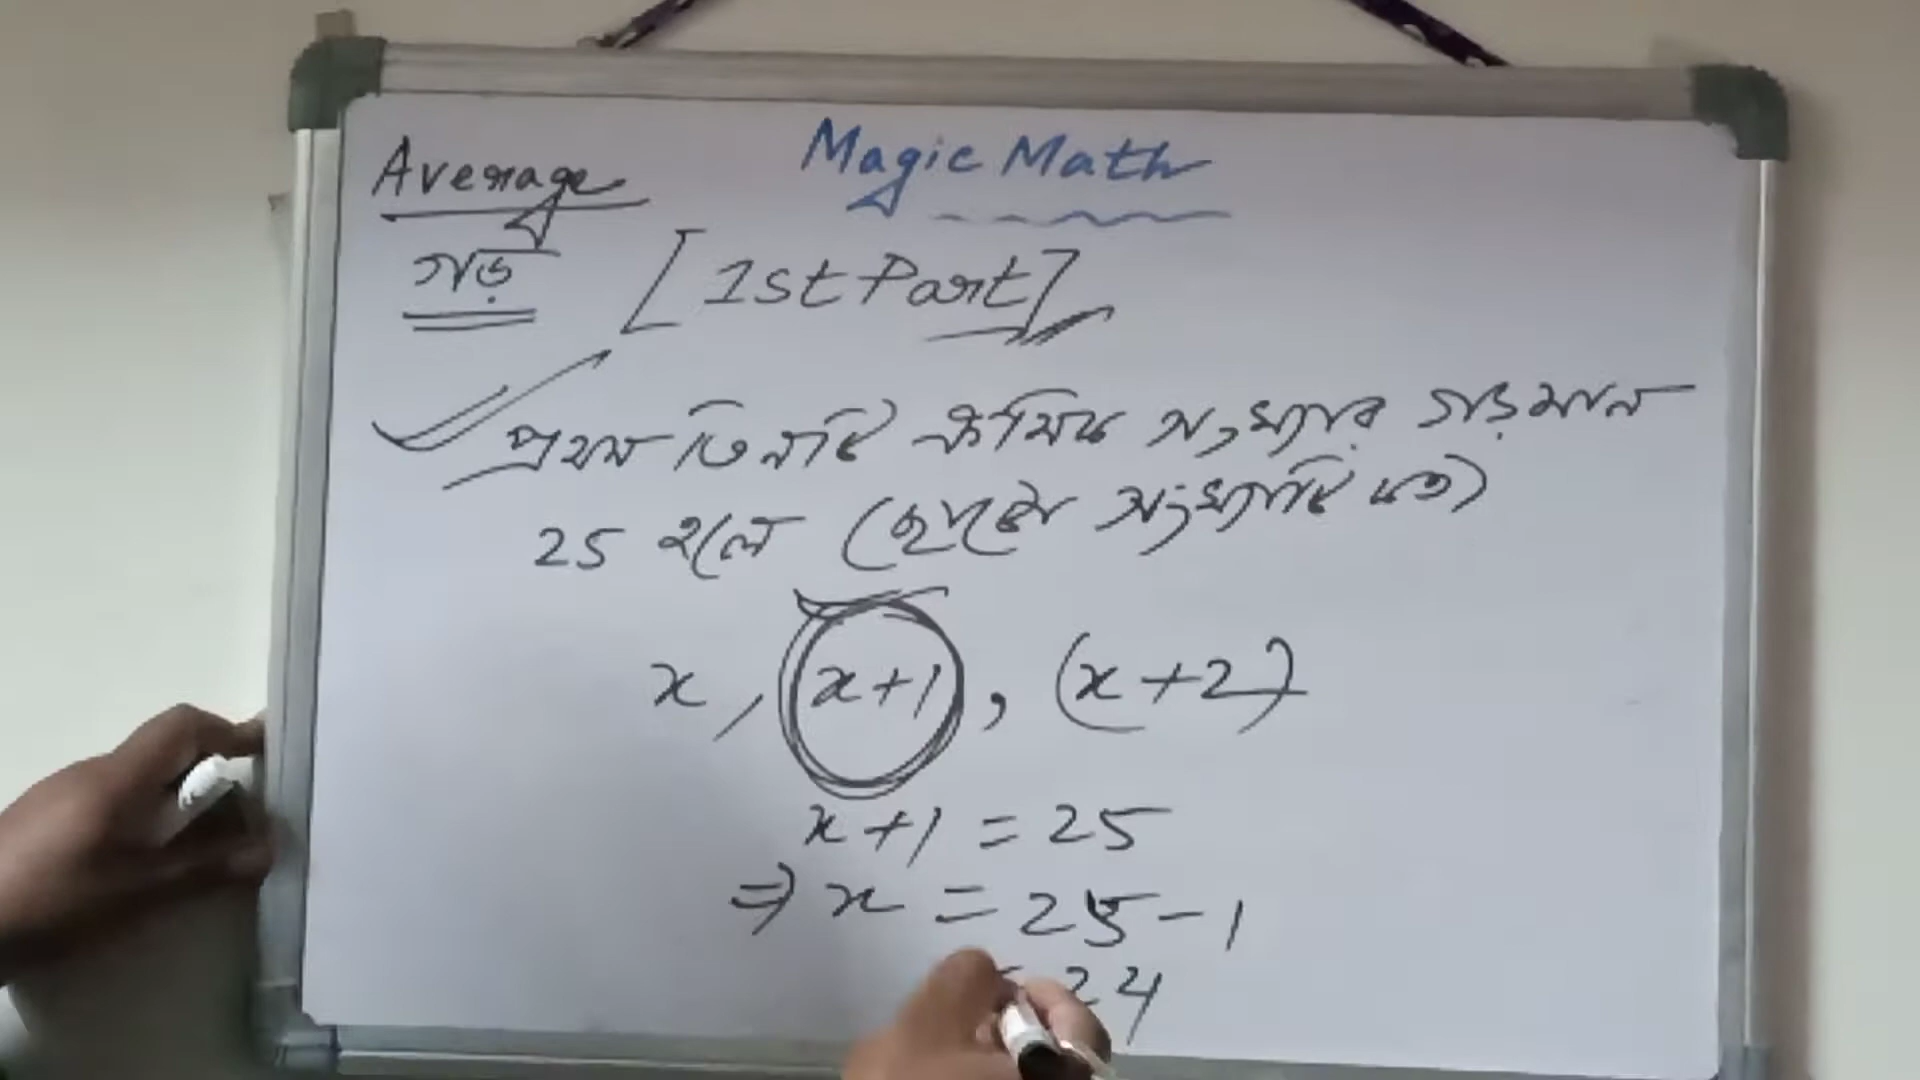 Average
Magic Math
গড় [1st Part]
প্রথম তিনটি ক্রমিক সংখ্যার গড় মান
25 হলে ছোটো সংখ্যাটি কত)
x, x+1, (x+2)
x+1 = 25
⇒ x = 25-1
= 24